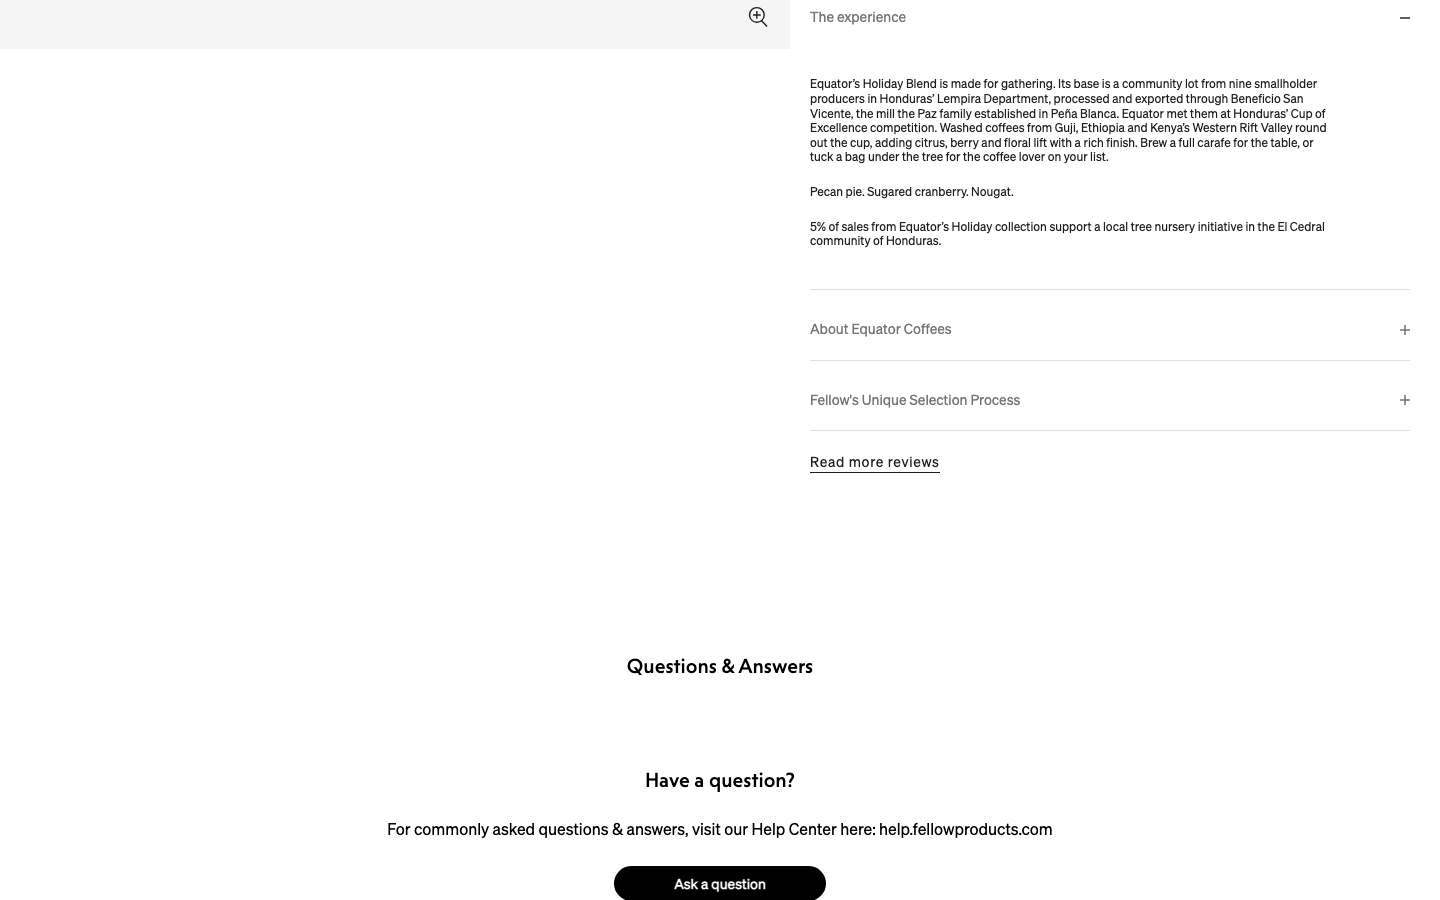 The experience
Equator’s Holiday Blend is made for gathering. Its base is a community lot from nine smallholder
producers in Honduras’ Lempira Department, processed and exported through Beneficio San
Vicente, the mill the Paz family established in Peña Blanca. Equator met them at Honduras’ Cup of
Excellence competition. Washed coffees from Guji, Ethiopia and Kenya’s Western Rift Valley round
out the cup, adding citrus, berry and floral lift with a rich finish. Brew a full carafe for the table, or
tuck a bag under the tree for the coffee lover on your list.
Pecan pie. Sugared cranberry. Nougat.
5% of sales from Equator’s Holiday collection support a local tree nursery initiative in the El Cedral
community of Honduras.
About Equator Coffees
Fellow's Unique Selection Process
Read more reviews
Questions & Answers
Have a question?
For commonly asked questions & answers, visit our Help Center here: help.fellowproducts.com
Ask a question